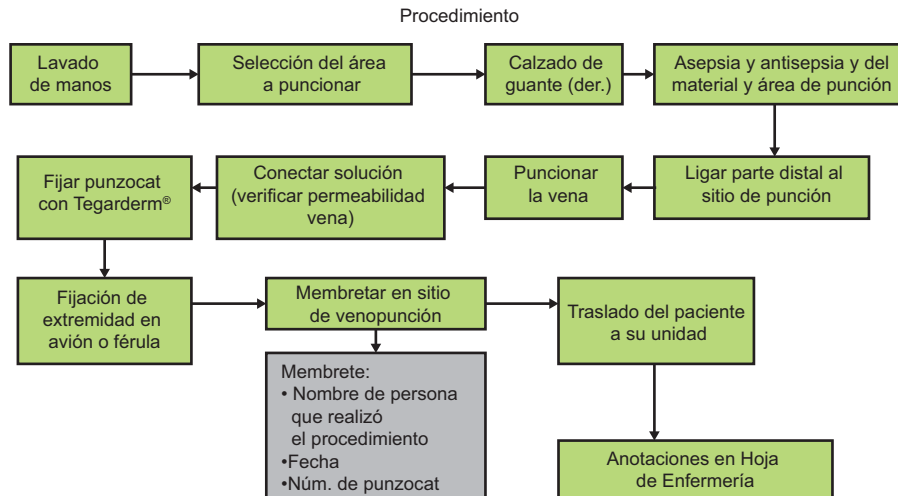 Procedimiento
Lavado
de manos
Selección del área
a puncionar
Calzado de
guante (der.)
Asepsia y antisepsia y del
material y área de punción
Ligar parte distal al
sitio de punción
Puncionar
la vena
Conectar solución
(verificar permeabilidad
vena)
Fijar punzocat
con Tegarderm®
Fijación de
extremidad en
avión o férula
Membretar en sitio
de venopunción
Membrete:
• Nombre de persona
que realizó
el procedimiento
•Fecha
•Núm. de punzocat
Traslado del paciente
a su unidad
Anotaciones en Hoja
de Enfermería